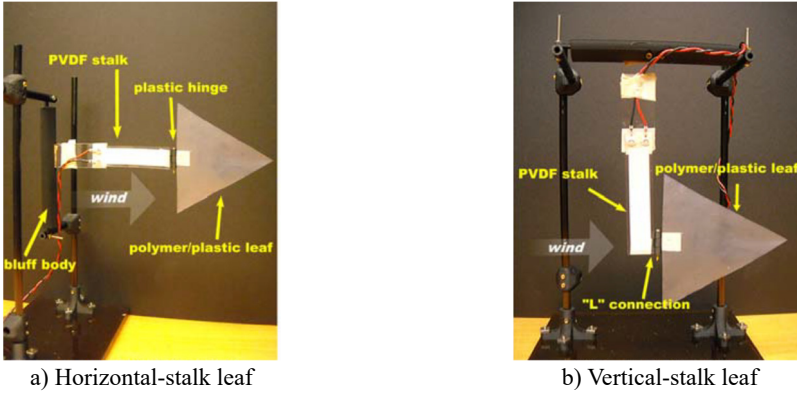 PVDF stalk
plastic hinge
wind
polymer/plastic leaf
bluff body
a) Horizontal-stalk leaf
PVDF stalk
polymer/plastic leaf
wind
"L" connection
b) Vertical-stalk leaf